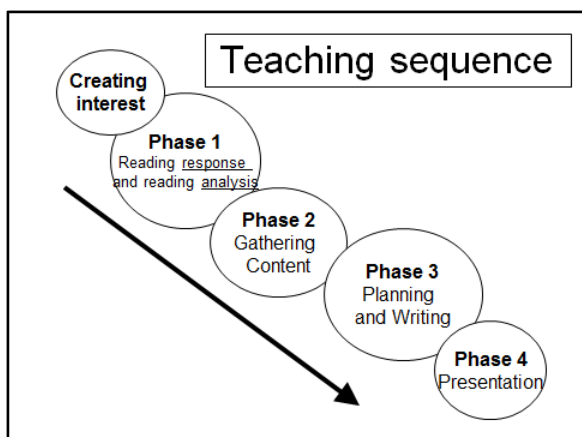 Teaching sequence
Creating
interest
Phase 1
Reading response
and reading analysis
Phase 2
Gathering
Content
Phase 3
Planning
and Writing
Phase 4
Presentation